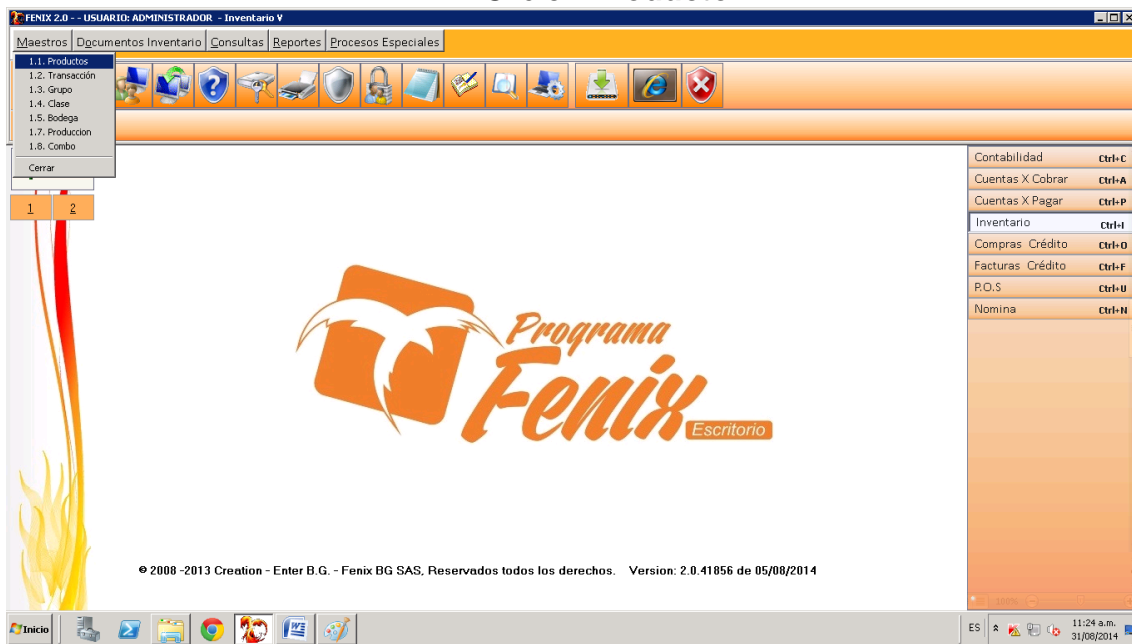 FENIX 2.0 - - USUARIO: ADMINISTRADOR - Inventario V
Maestros Documentos Inventario Consultas Reportes Procesos Especiales
1.1. Productos
1.2. Transacción
1.3. Grupo
1.4. Clase
1.5. Bodega
1.7. Produccion
1.8. Combo
Cerrar
1 2
Contabilidad Ctrl+C
Cuentas X Cobrar Ctrl+A
Cuentas X Pagar Ctrl+P
Inventario Ctrl+I
Compras Crédito Ctrl+O
Facturas Crédito Ctrl+F
P.O.S Ctrl+U
Nomina Ctrl+N
Programa
Fenix
Escritorio
© 2008 -2013 Creation - Enter B.G. - Fenix BG SAS, Reservados todos los derechos. Version: 2.0.41856 de 05/08/2014
100%
Inicio
ES
11:24 a.m.
31/08/2014